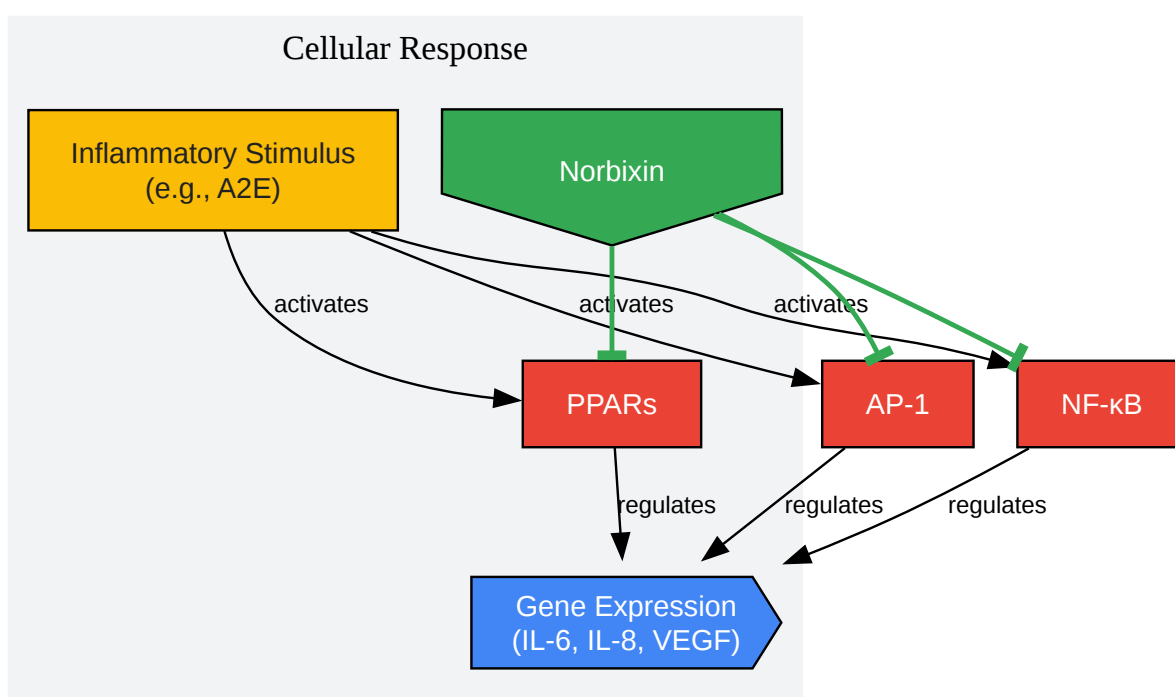 Cellular Response
Inflammatory Stimulus
(e.g., A2E)
Norbixin
activates
activates
activates
PPARs
AP-1
NF-κB
regulates
regulates
regulates
Gene Expression
(IL-6, IL-8, VEGF)